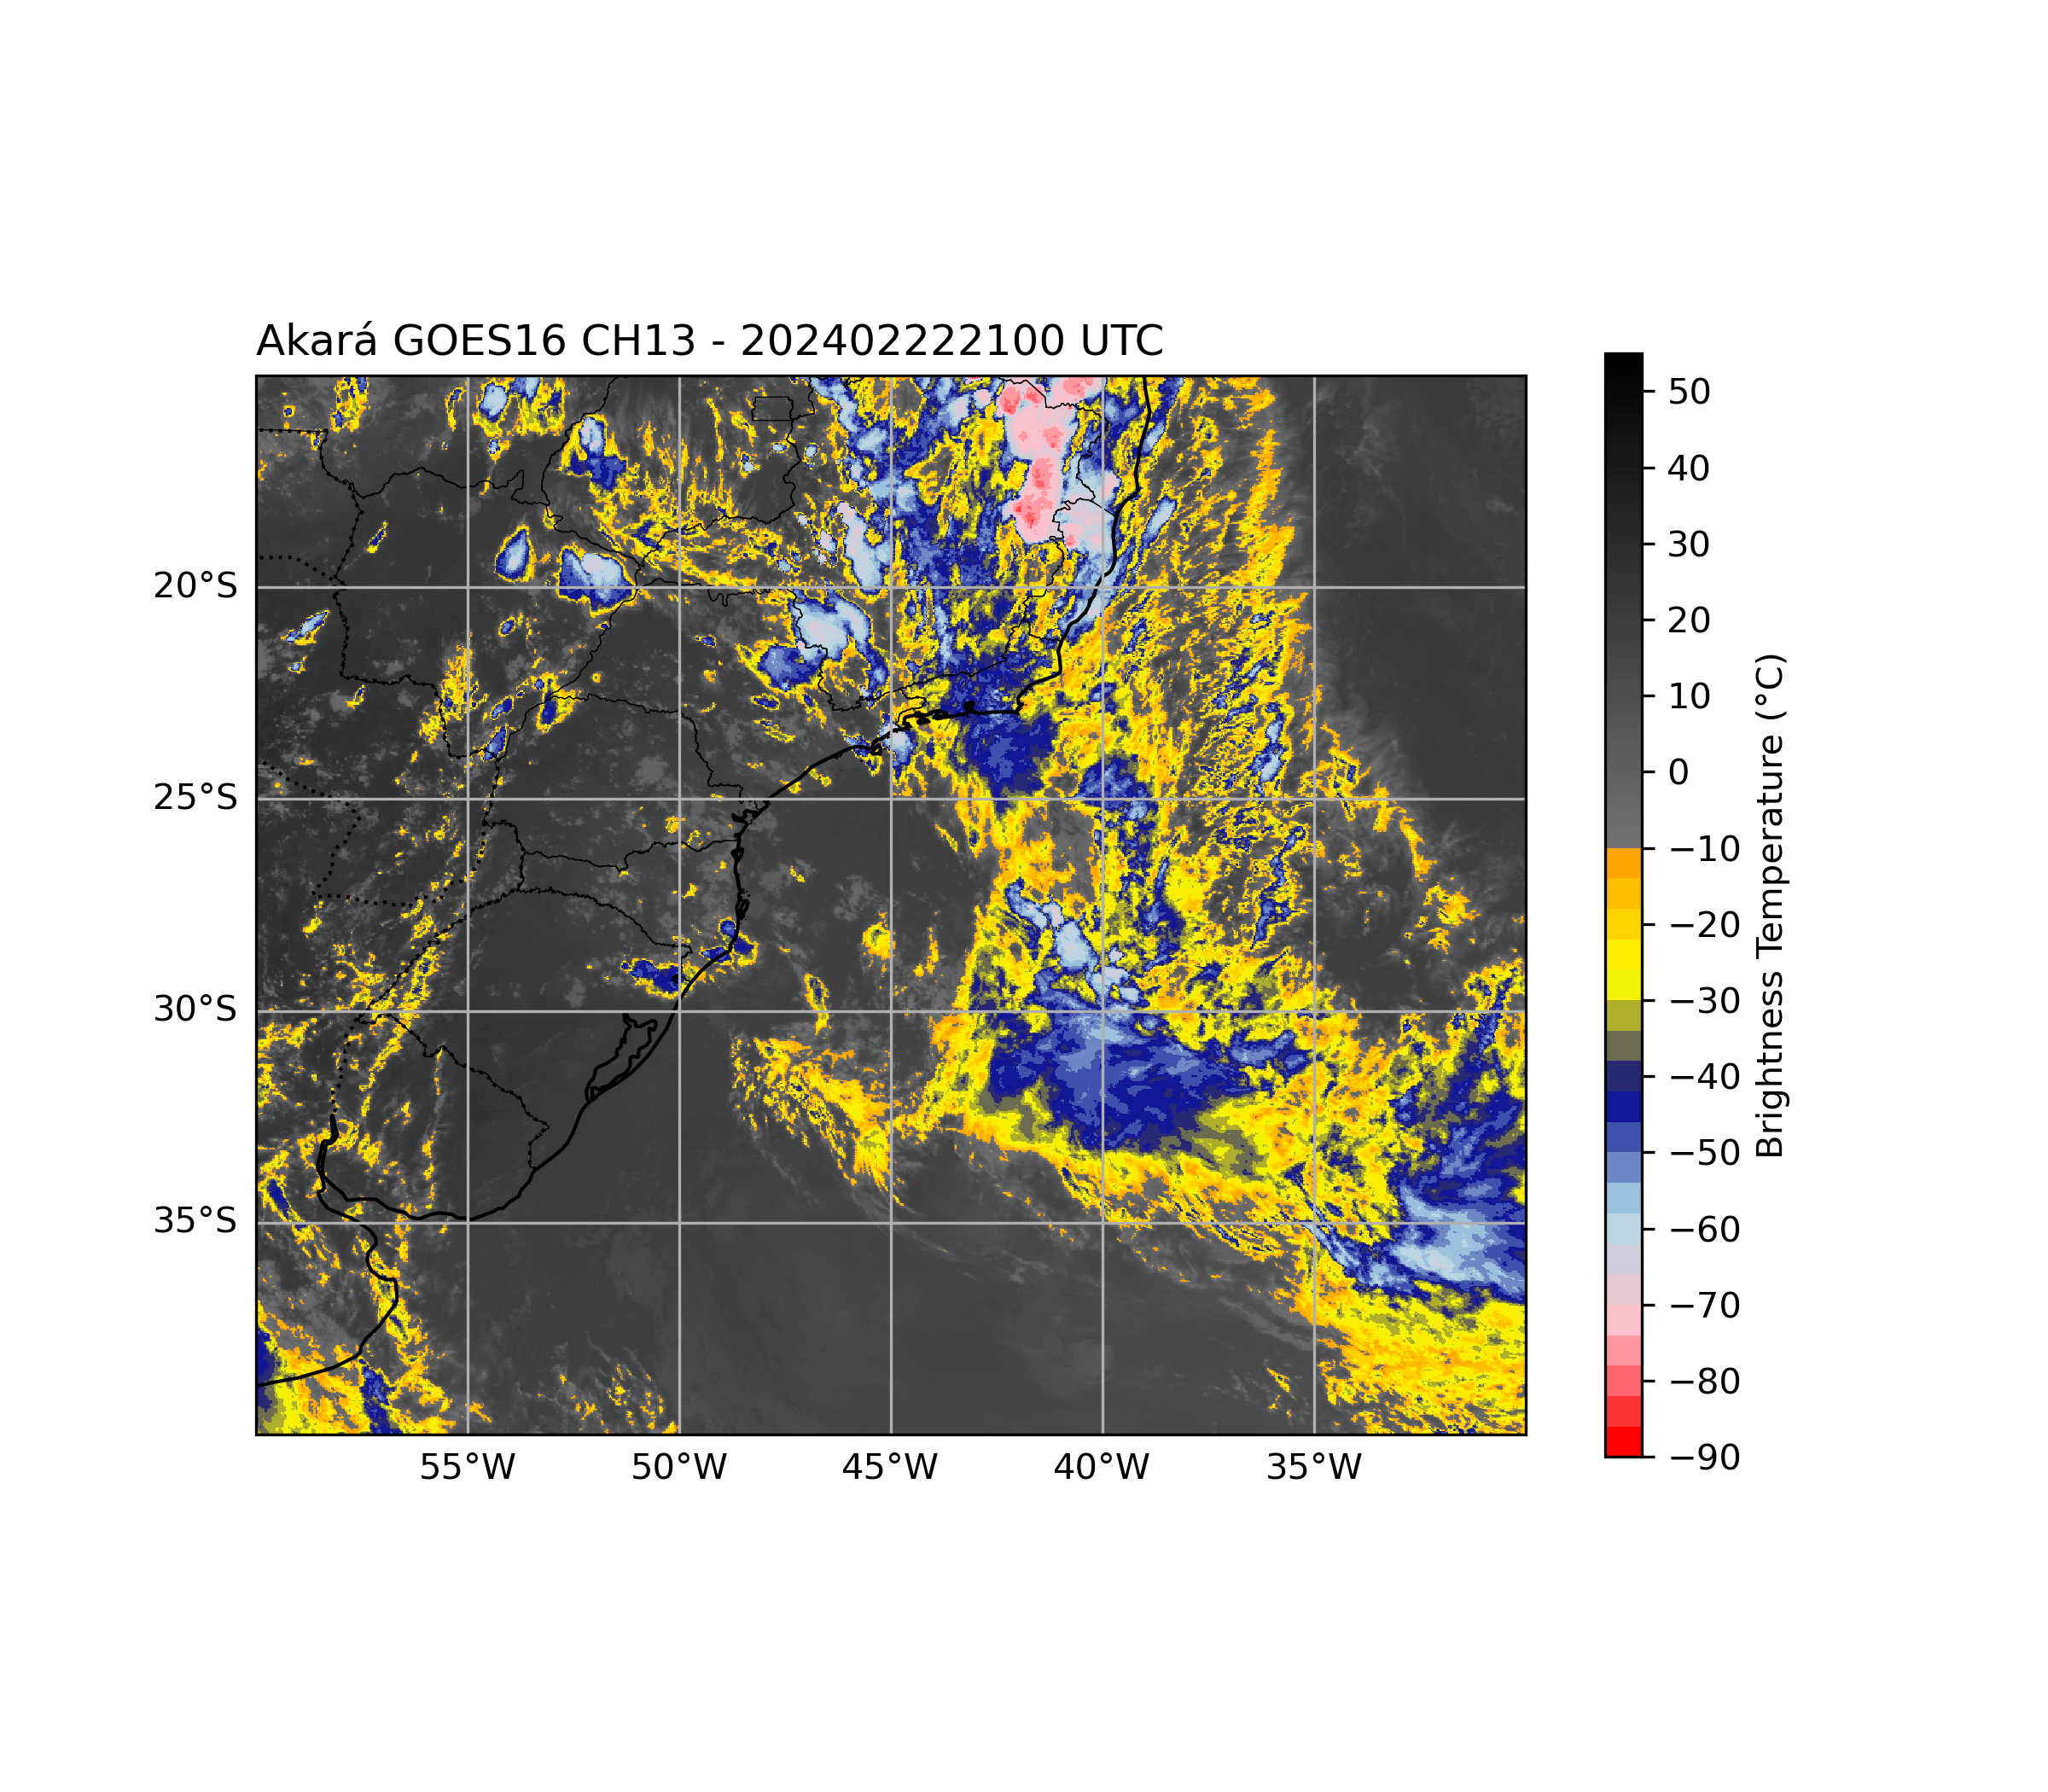 Akará GOES16 CH13 - 202402222100 UTC
20°S
25°S
30°S
35°S
55°W
50°W
45°W
40°W
35°W
50
40
30
20
10
0
−10
−20
−30
−40
−50
−60
−70
−80
−90
Brightness Temperature (°C)